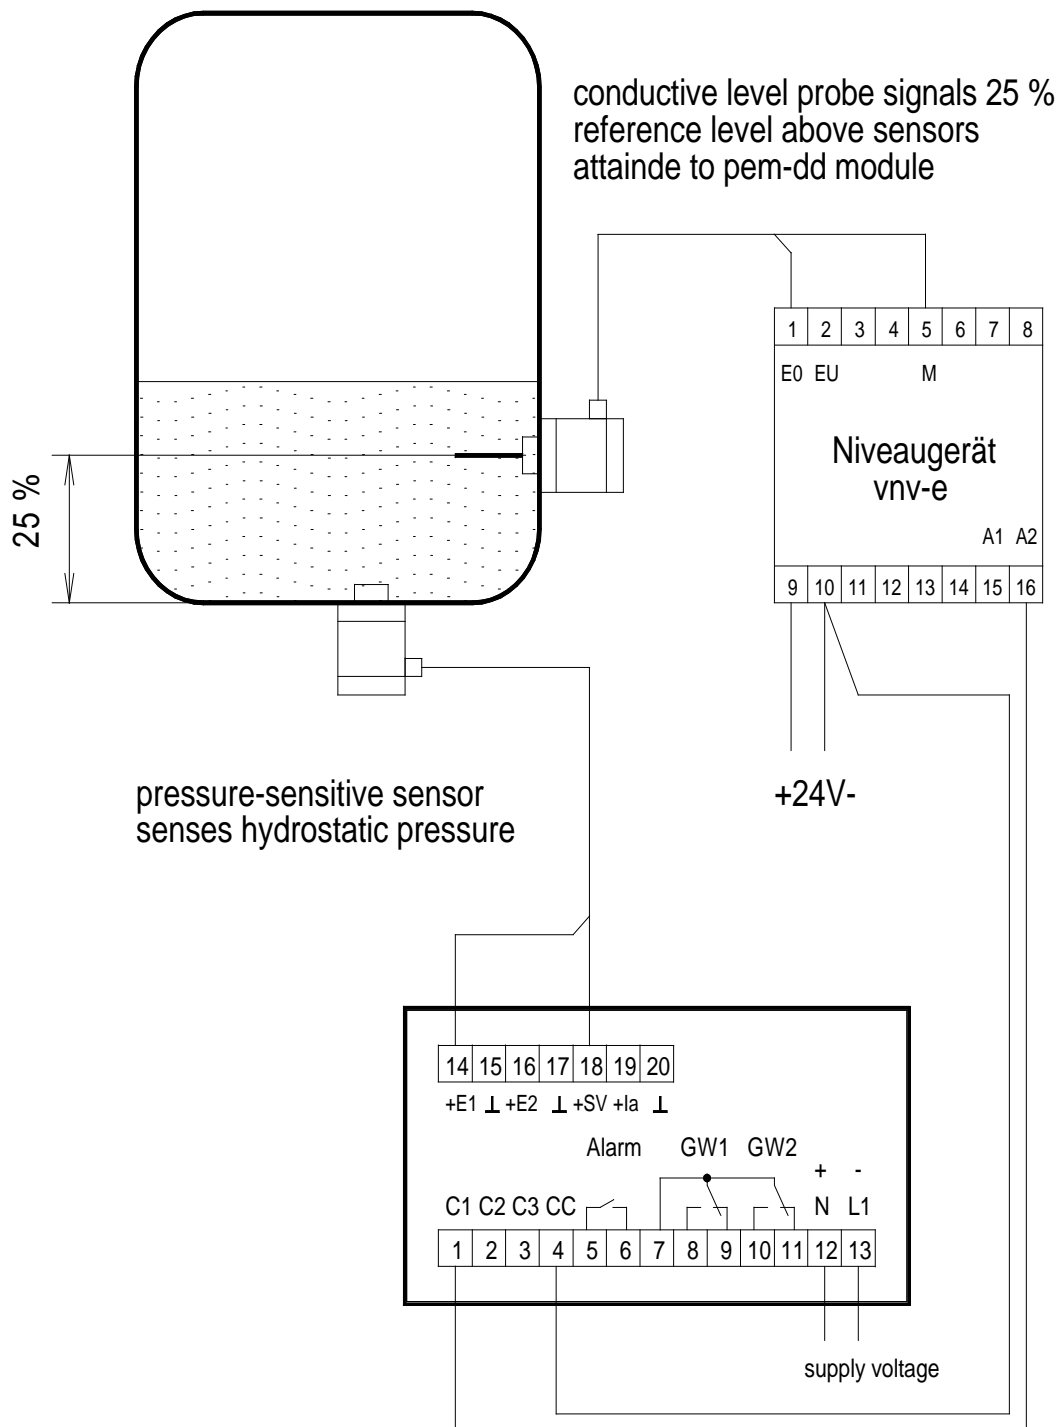 conductive level probe signals 25 %
reference level above sensors
attainde to pem-dd module
1 2 3 4 5 6 7 8
E0 EU M
Niveaugerät
vnv-e
25 %
A1 A2
9 10 11 12 13 14 15 16
pressure-sensitive sensor
senses hydrostatic pressure
+24V-
14 15 16 17 18 19 20
+E1 ⊥ +E2 ⊥ +SV +Ia ⊥
Alarm GW1 GW2
+ -
C1 C2 C3 CC N L1
1 2 3 4 5 6 7 8 9 10 11 12 13
supply voltage